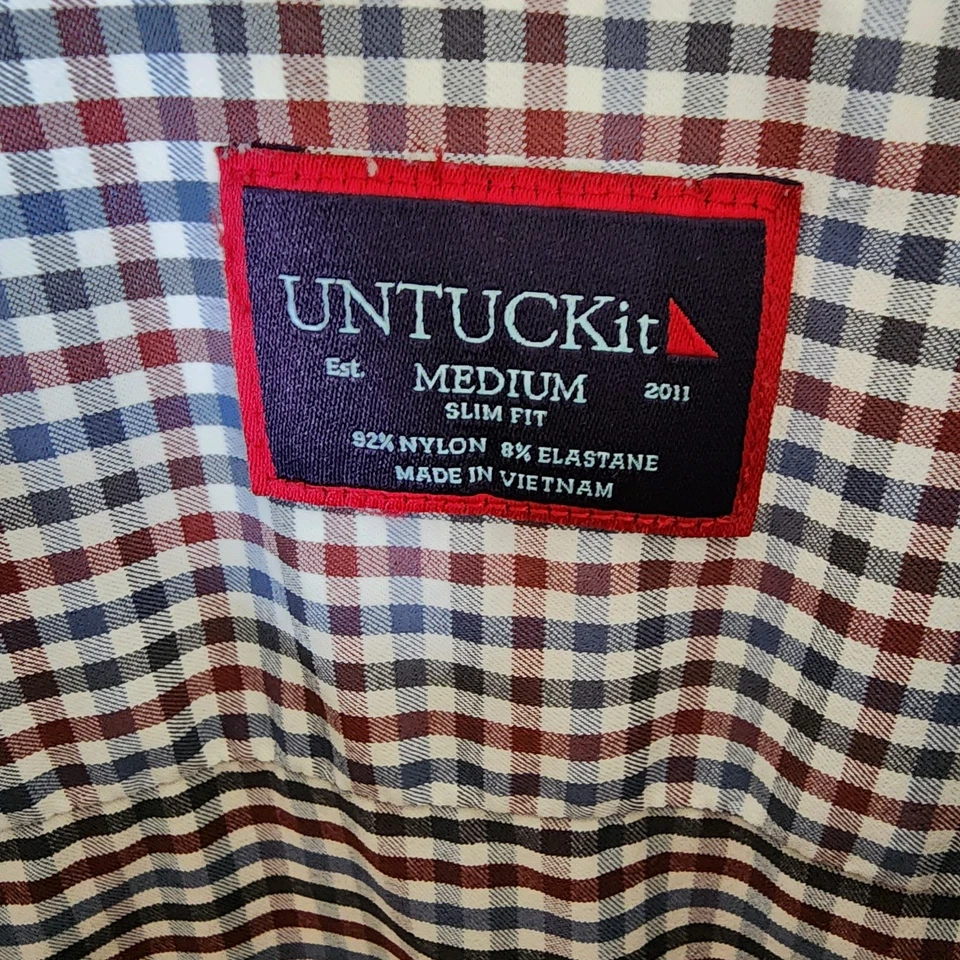 UNTUCKit
Est. MEDIUM 2011
SLIM FIT
92% NYLON 8% ELASTANE
MADE IN VIETNAM